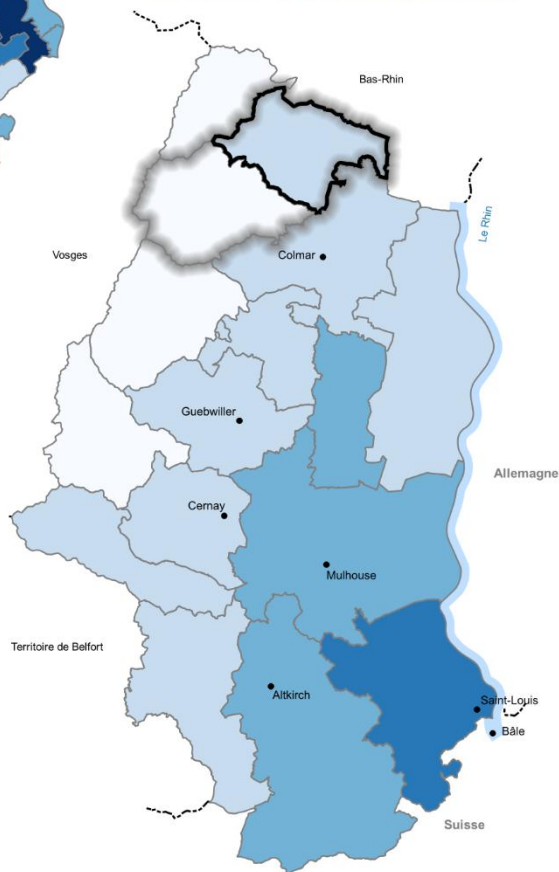 Bas-Rhin
Le Rhin
Vosges
Colmar
Guebwiller
Allemagne
Cernay
Mulhouse
Territoire de Belfort
Altkirch
Saint-Louis
Bâle
Suisse